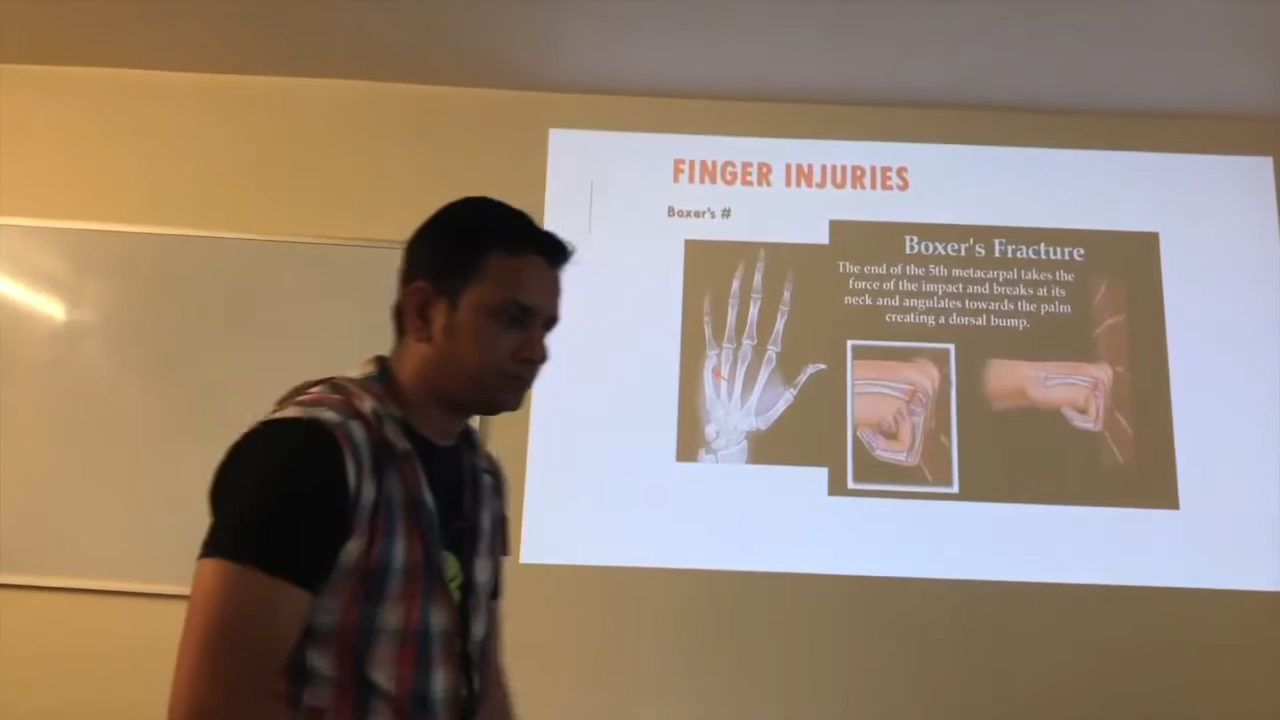 FINGER INJURIES
Boxer's #
Boxer's Fracture
The end of the 5th metacarpal takes the
force of the impact and breaks at its
neck and angulates towards the palm
creating a dorsal bump.